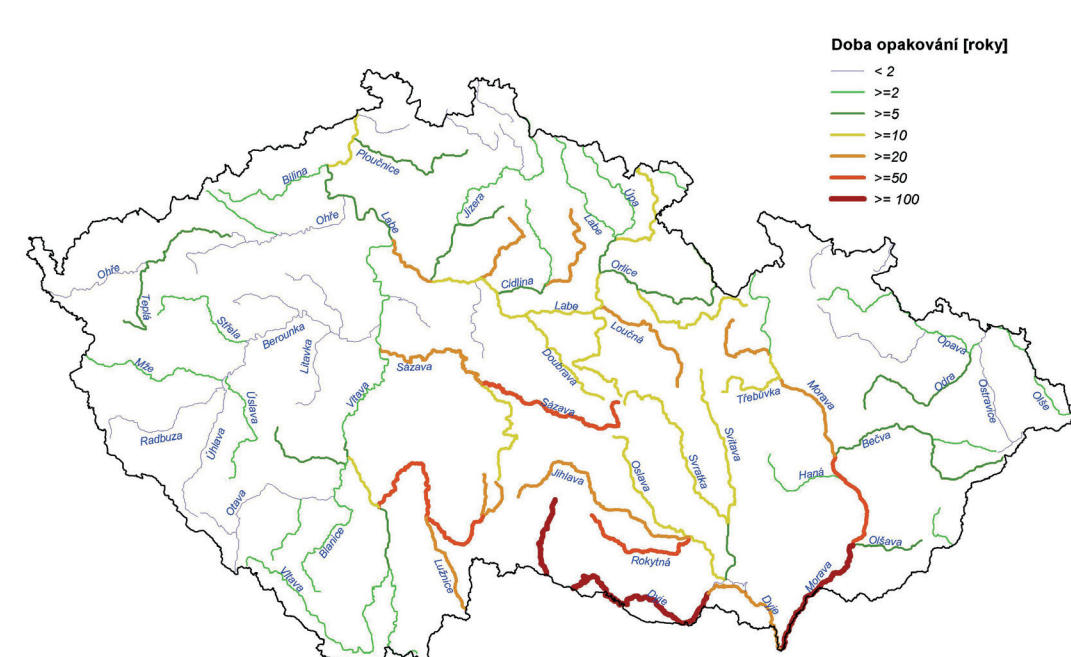 Doba opakování [roky]
< 2
>=2
>=5
>=10
>=20
>=50
>= 100
Ploučnice
Bílina
Jizera
Úpa
Ohře
Labe
Labe
Orlice
Ohře
Cidlina
Teplá
Labe
Střela
Loučná
Berounka
Opava
Litavka
Doubrava
Mže
Sázava
Odra
Vltava
Třebůvka
Morava
Ostravice
Olše
Úslava
Sázava
Radbuza
Úhlava
Svitava
Bečva
Svratka
Oslava
Jihlava
Haná
Otava
Blanice
Olšava
Rokytná
Lužnice
Vltava
Morava
Dyje
Dyje